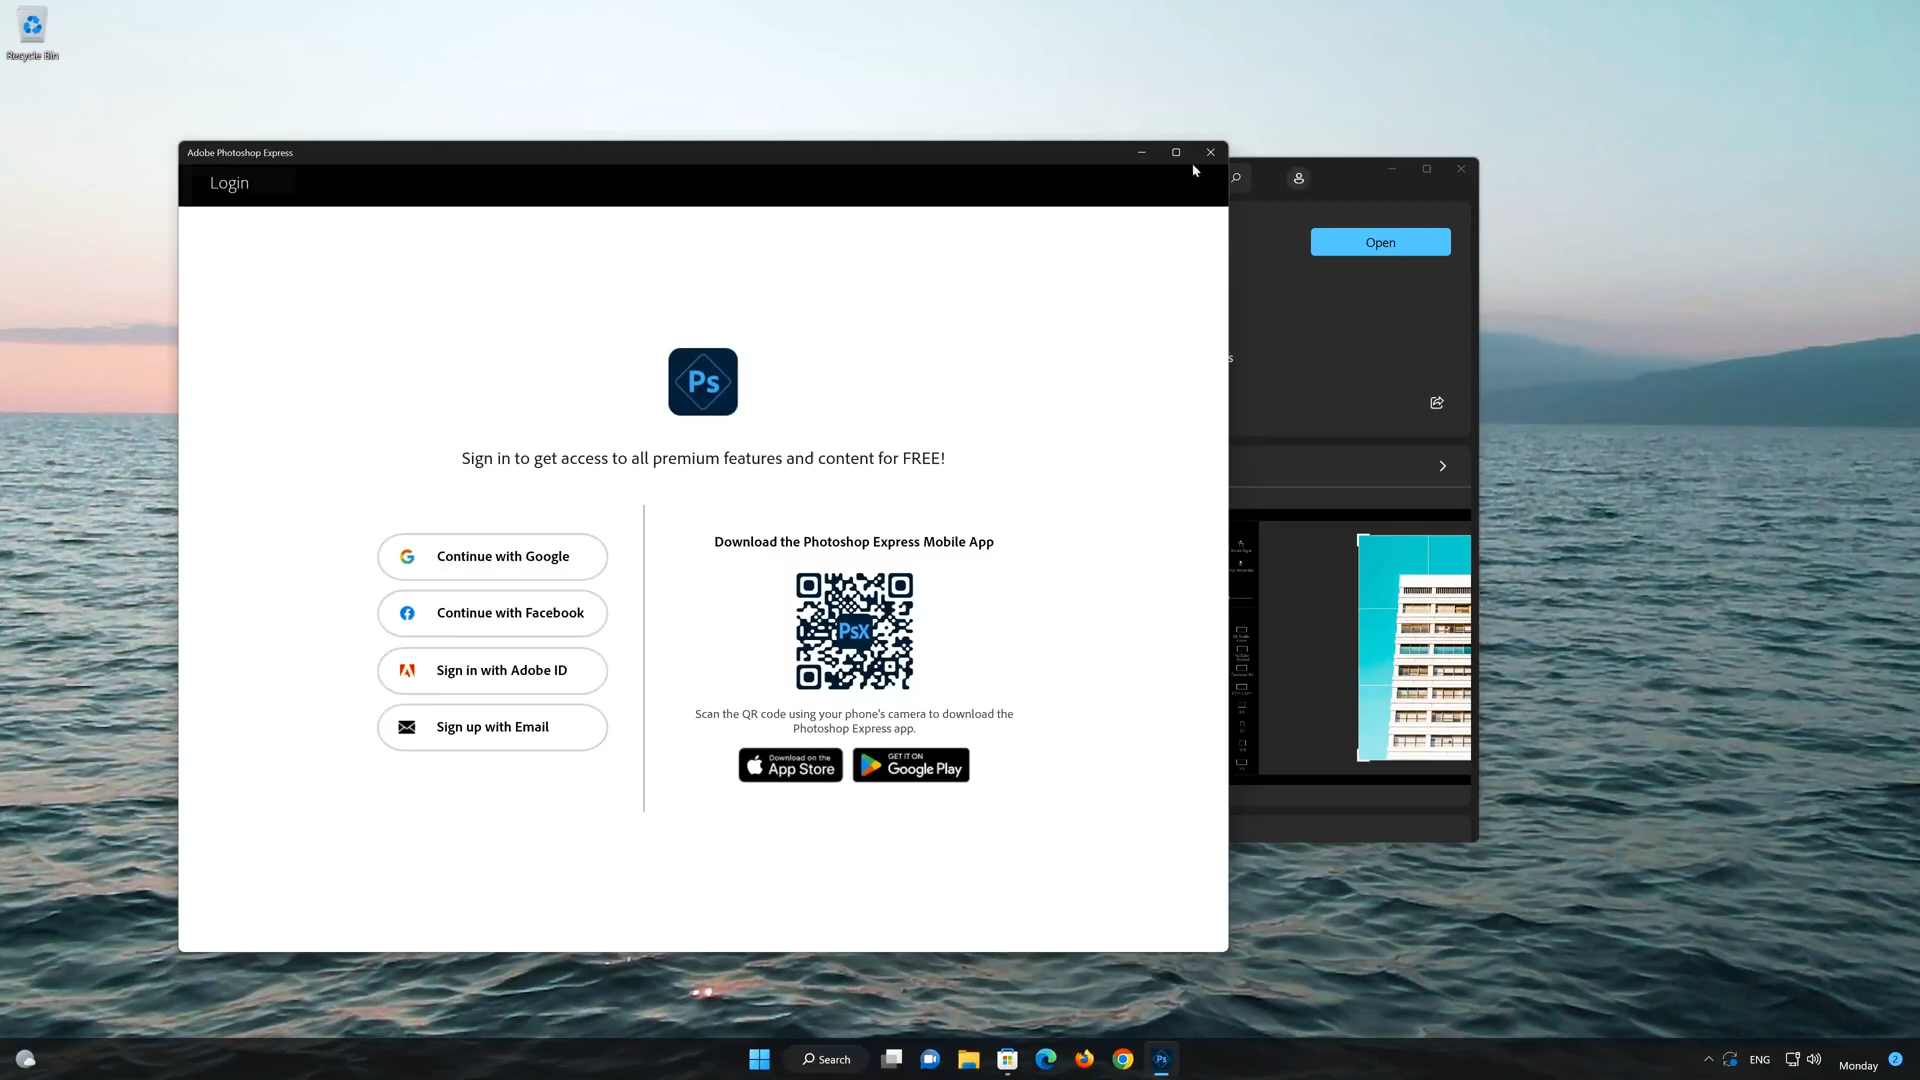 Recycle Bin
Adobe Photoshop Express
Login
Open
s
Ps
Sign in to get access to all premium features and content for FREE!
Continue with Google
Continue with Facebook
Sign in with Adobe ID
Sign up with Email
Download the Photoshop Express Mobile App
PsX
Scan the QR code using your phone's camera to download the
Photoshop Express app.
Download on the
App Store
GET IT ON
Google Play
Search
Ps
ENG
Monday
2